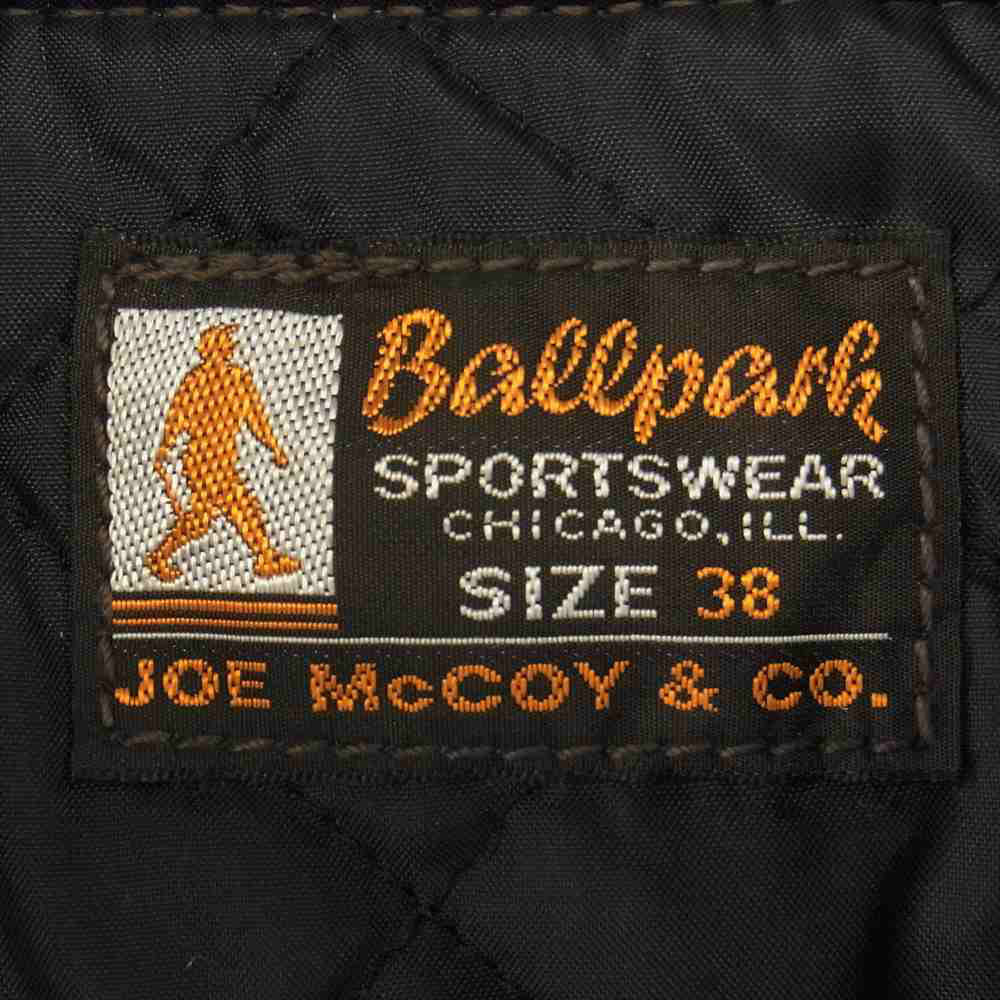 Ballpark
SPORTSWEAR
CHICAGO, ILL.
SIZE 38
JOE McCOY & CO.